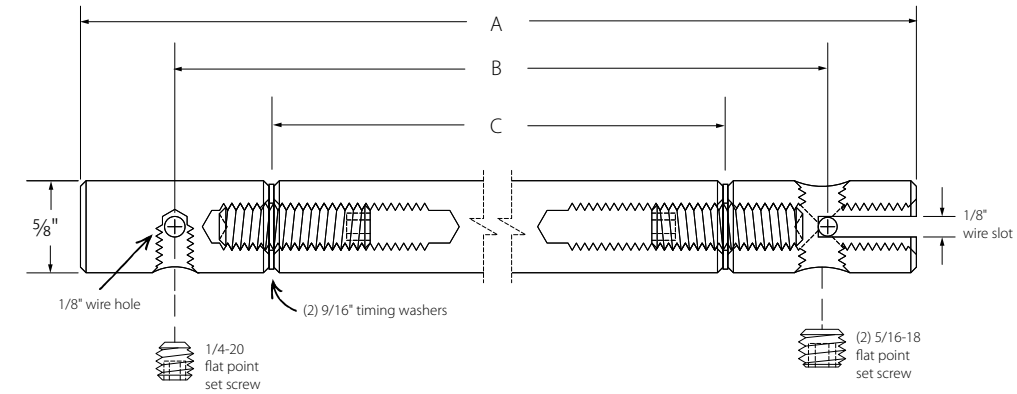 A
B
C
5/8"
1/8"
wire slot
1/8" wire hole
(2) 9/16" timing washers
1/4-20
flat point
set screw
(2) 5/16-18
flat point
set screw